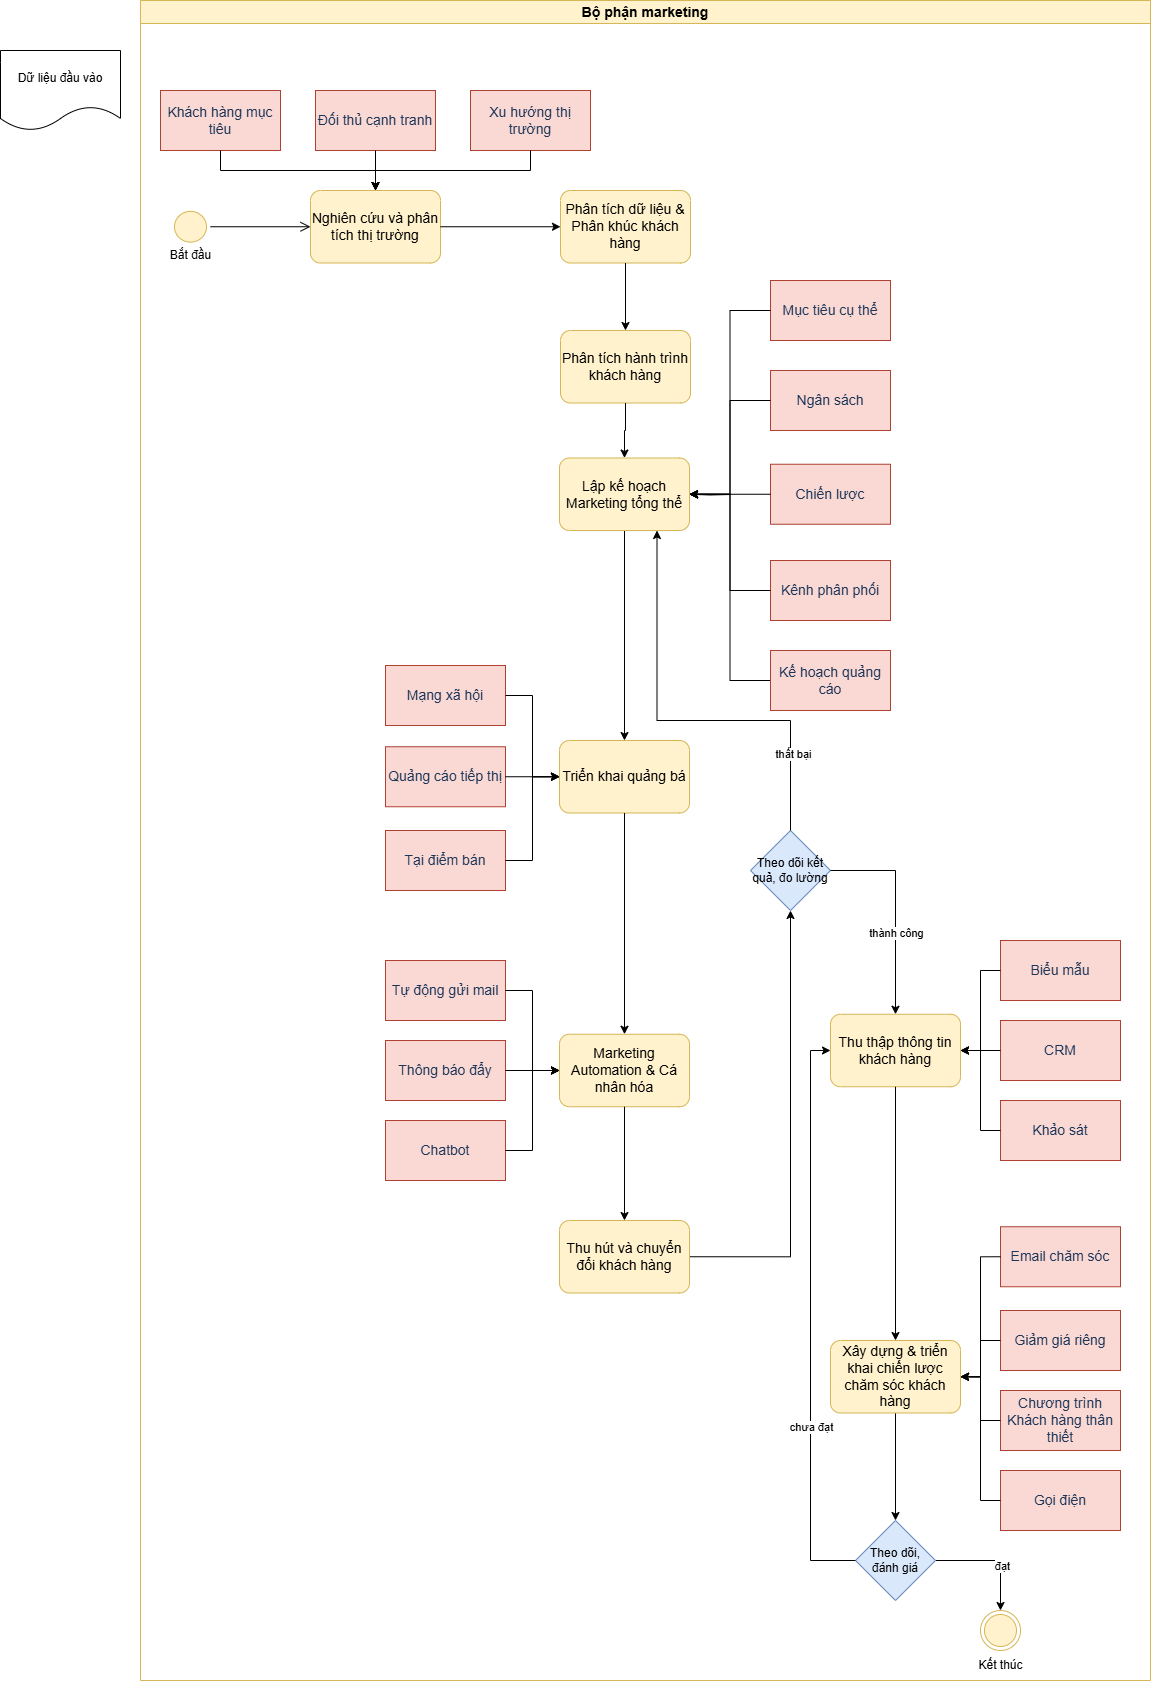 Bộ phận marketing
Dữ liệu đầu vào
Khách hàng mục
tiêu
Đối thủ cạnh tranh
Xu hướng thị
trường
Bắt đầu
Nghiên cứu và phân
tích thị trường
Phân tích dữ liệu &
Phân khúc khách
hàng
Phân tích hành trình
khách hàng
Mục tiêu cụ thể
Ngân sách
Lập kế hoạch
Marketing tổng thể
Chiến lược
Kênh phân phối
Kế hoạch quảng
cáo
Mạng xã hội
Quảng cáo tiếp thị
Tại điểm bán
Triển khai quảng bá
thất bại
Theo dõi kết
quả, đo lường
thành công
Tự động gửi mail
Thông báo đẩy
Chatbot
Marketing
Automation & Cá
nhân hóa
Thu thập thông tin
khách hàng
Biểu mẫu
CRM
Khảo sát
Thu hút và chuyển
đổi khách hàng
Email chăm sóc
Giảm giá riêng
Chương trình
Khách hàng thân
thiết
Gọi điện
Xây dựng & triển
khai chiến lược
chăm sóc khách
hàng
chưa đạt
Theo dõi,
đánh giá
đạt
Kết thúc